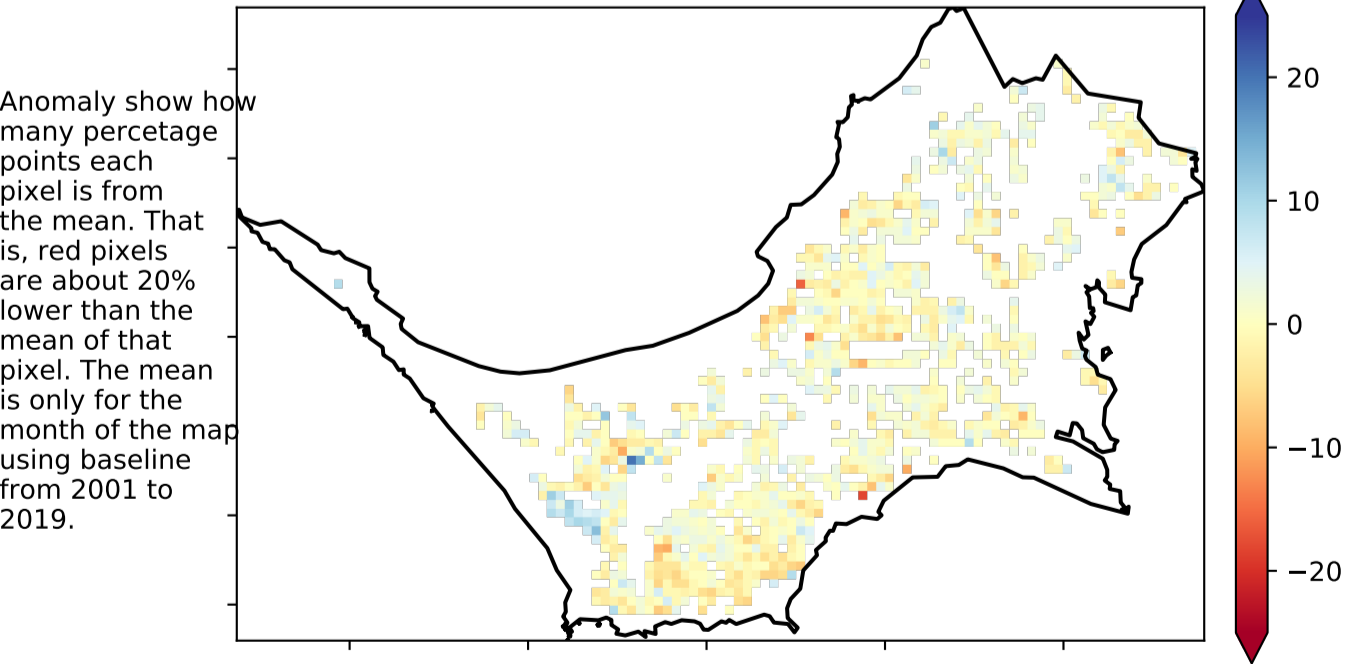 Anomaly show how
many percetage
points each
pixel is from
the mean. That
is, red pixels
are about 20%
lower than the
mean of that
pixel. The mean
is only for the
month of the map
using baseline
from 2001 to
2019.
20
10
0
−10
−20